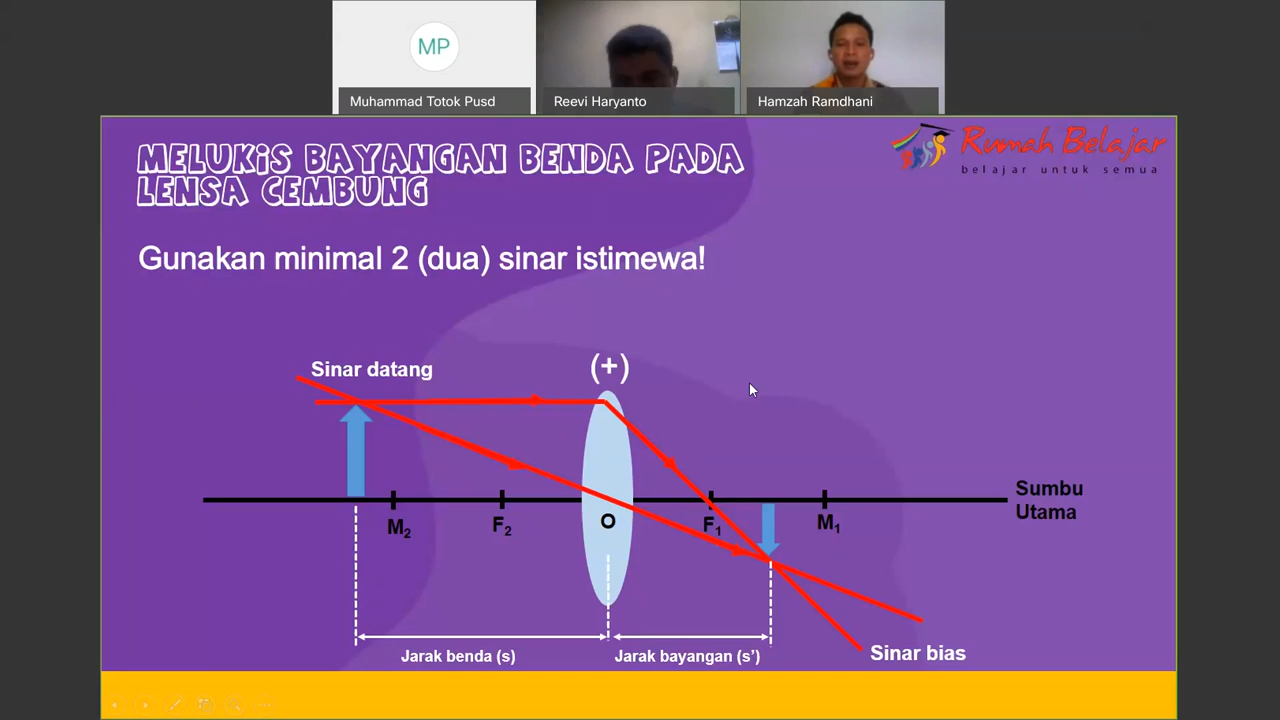 MP
Muhammad Totok Pusd
Reevi Haryanto
Hamzah Ramdhani
MELUKIS BAYANGAN BENDA PADA
LENSA CEMBUNG
Rumah Belajar
belajar untuk semua
Gunakan minimal 2 (dua) sinar istimewa!
Sinar datang
(+)
Sumbu
Utama
M₂
F₂
O
F₁
M₁
Jarak benda (s)
Jarak bayangan (s’)
Sinar bias